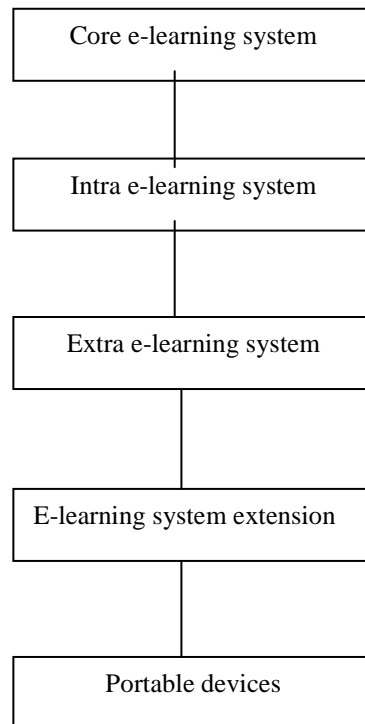 Core e-learning system
Intra e-learning system
Extra e-learning system
E-learning system extension
Portable devices